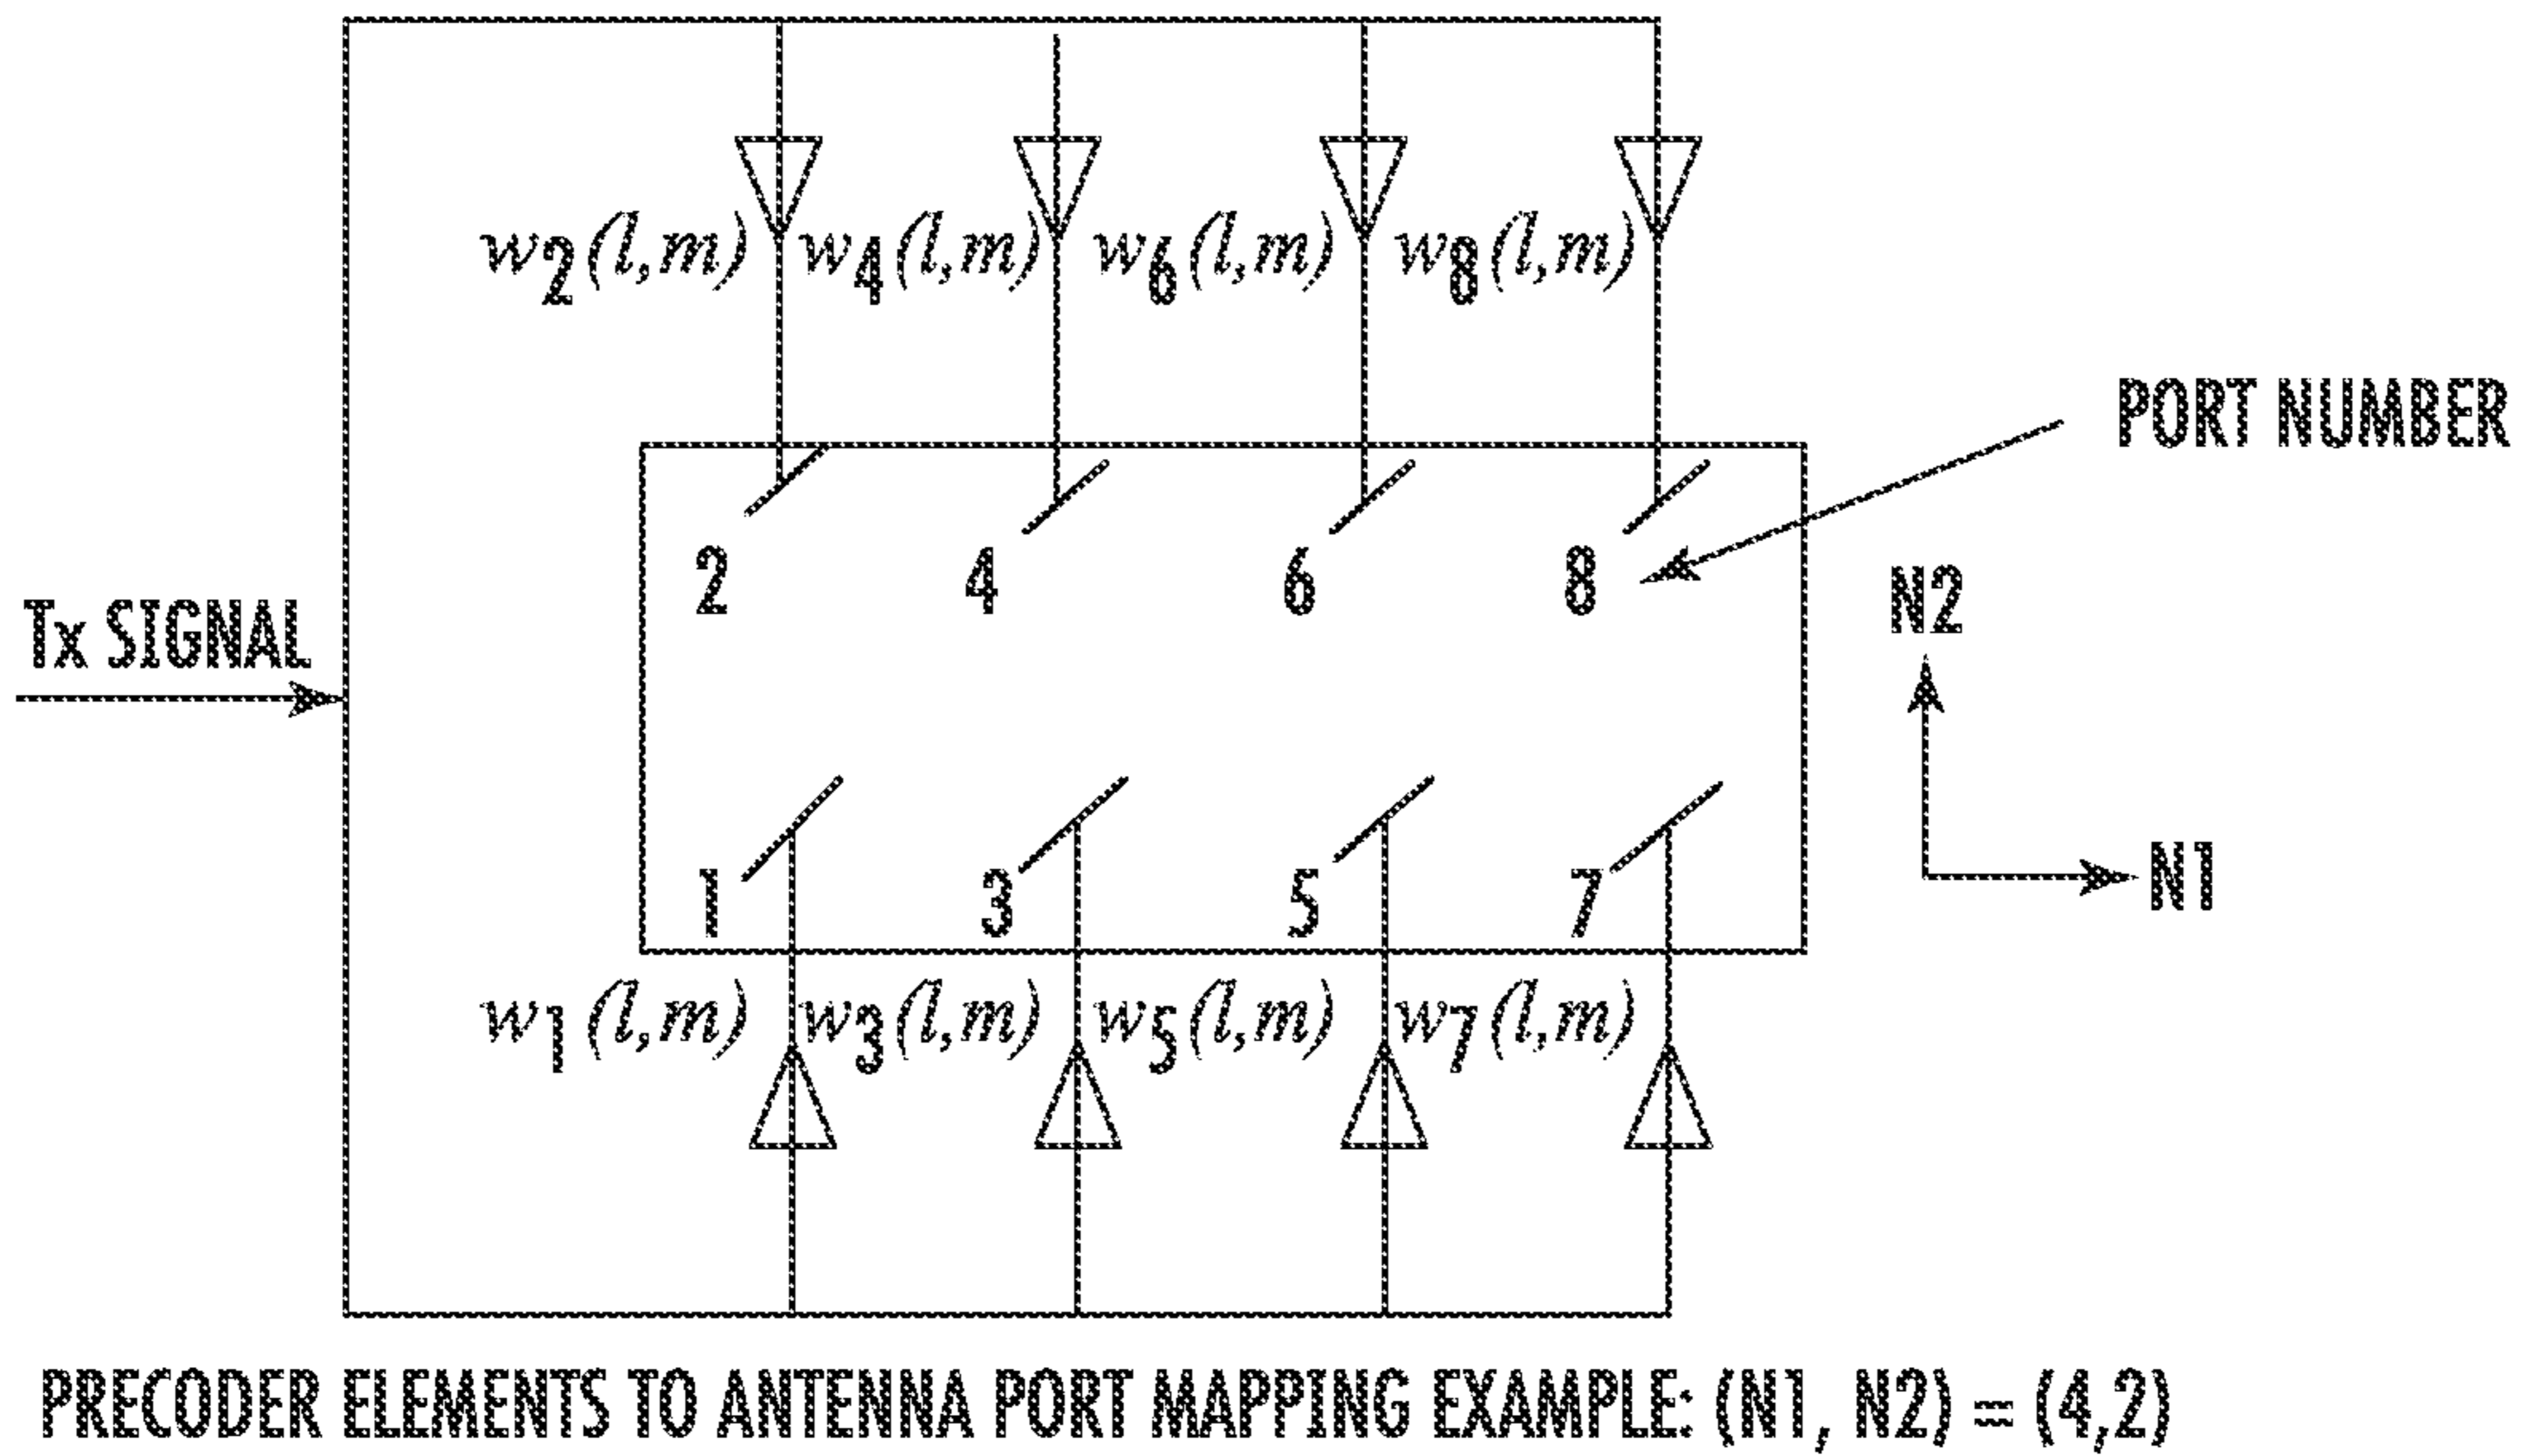 w2(l,m) w4(l,m) w6(l,m) w8(l,m)
PORT NUMBER
2 4 6 8
N2
Tx SIGNAL
1 3 5 7
N1
w1(l,m) w3(l,m) w5(l,m) w7(l,m)
PRECODER ELEMENTS TO ANTENNA PORT MAPPING EXAMPLE: (N1, N2) = (4,2)